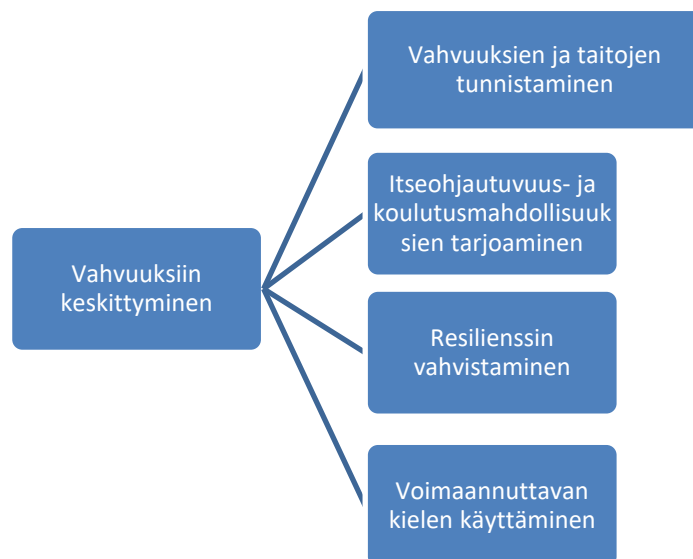 Vahvuuksien ja taitojen
tunnistaminen
Itseohjautuvuus- ja
koulutusmahdollisuuk
sien tarjoaminen
Vahvuuksiin
keskittyminen
Resilienssin
vahvistaminen
Voimaannuttavan
kielen käyttäminen